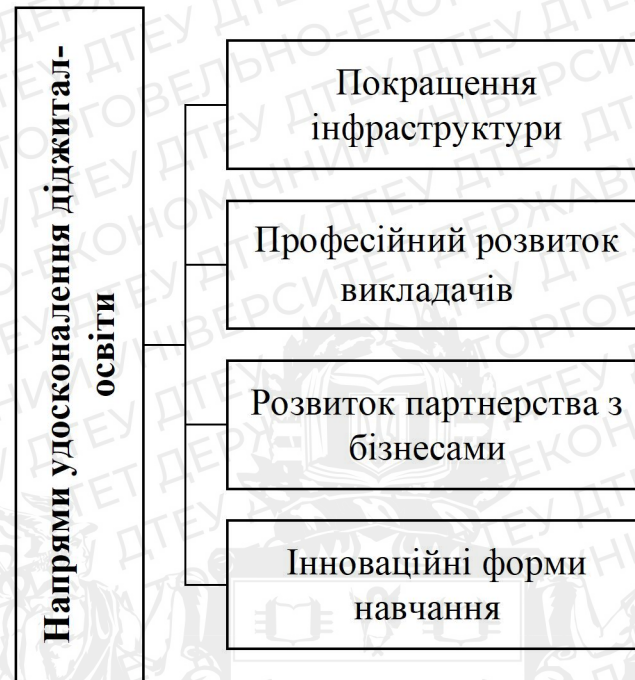 Напрями удосконалення діджитал-
освіти
Покращення
інфраструктури
Професійний розвиток
викладачів
Розвиток партнерства з
бізнесами
Інноваційні форми
навчання